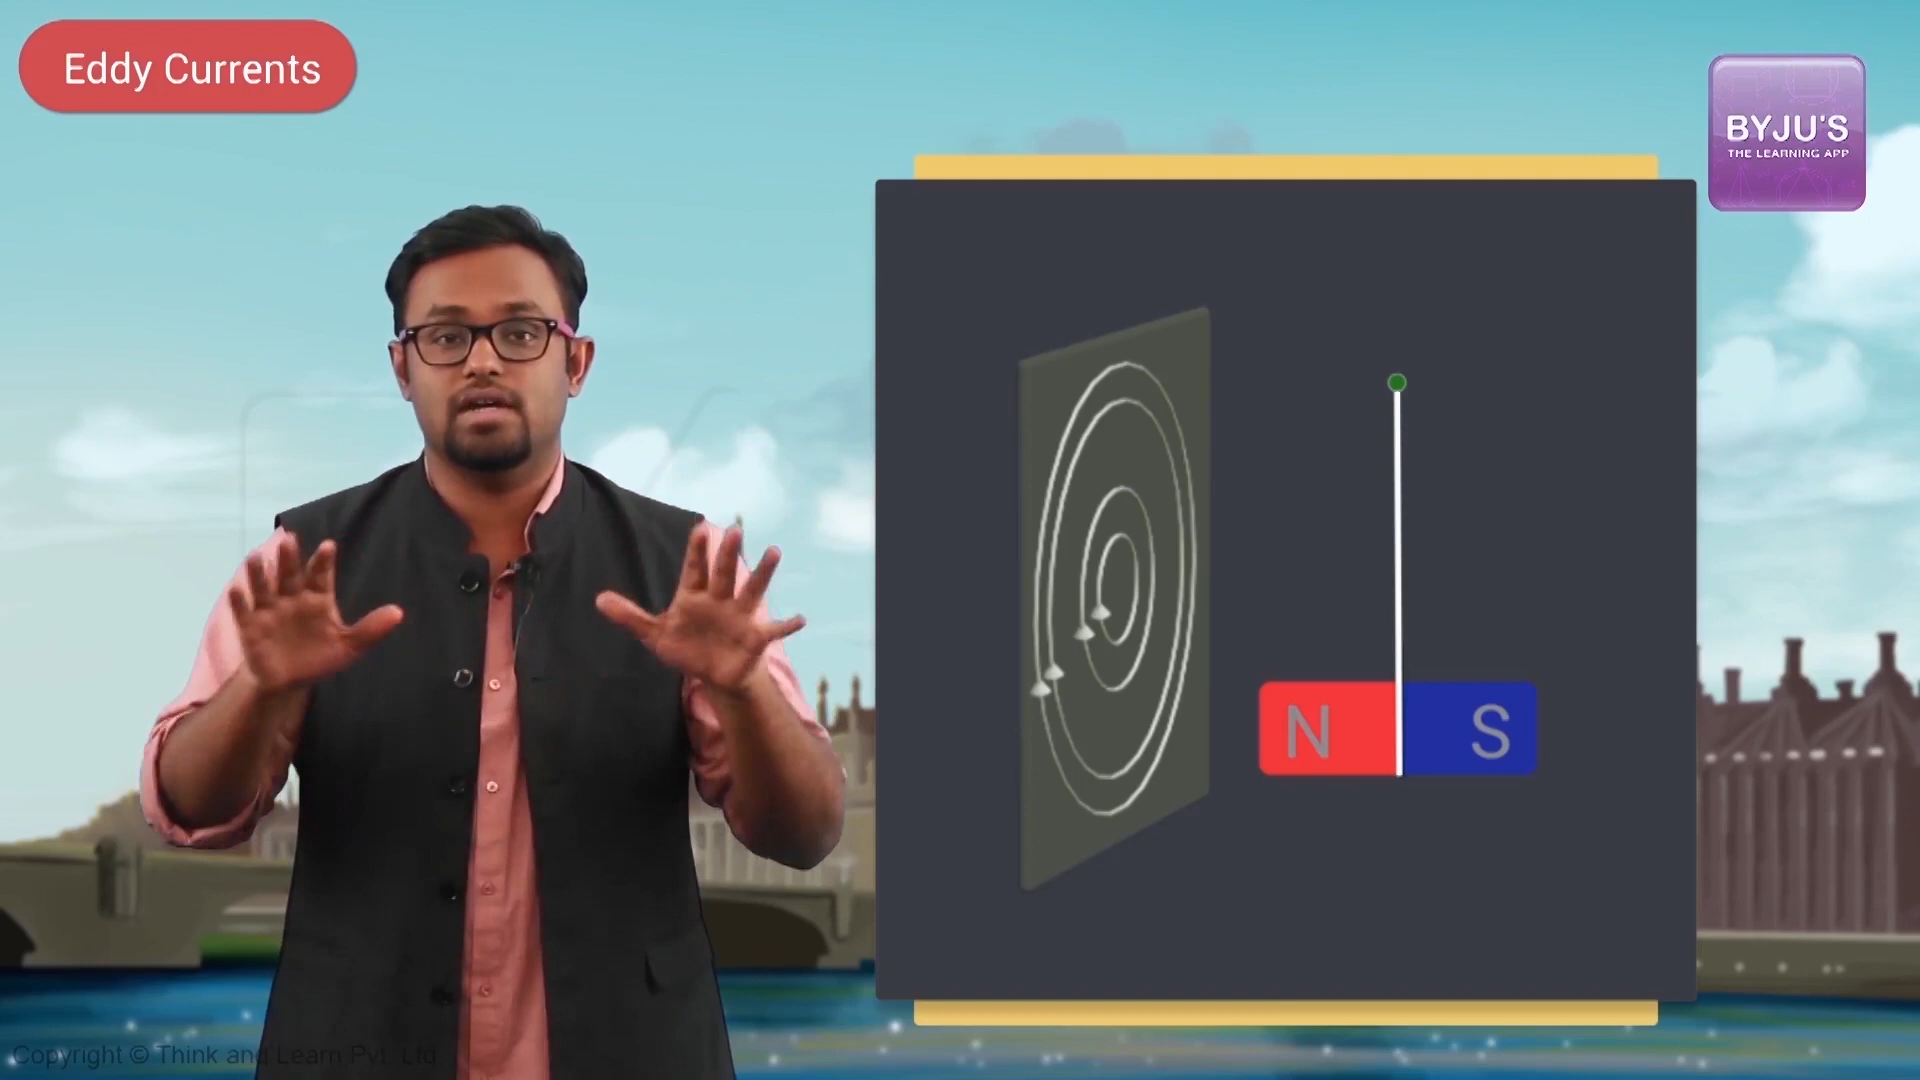 Eddy Currents
BYJU'S
THE LEARNING APP
N
S
Copyright © Think and Learn Pvt. Ltd